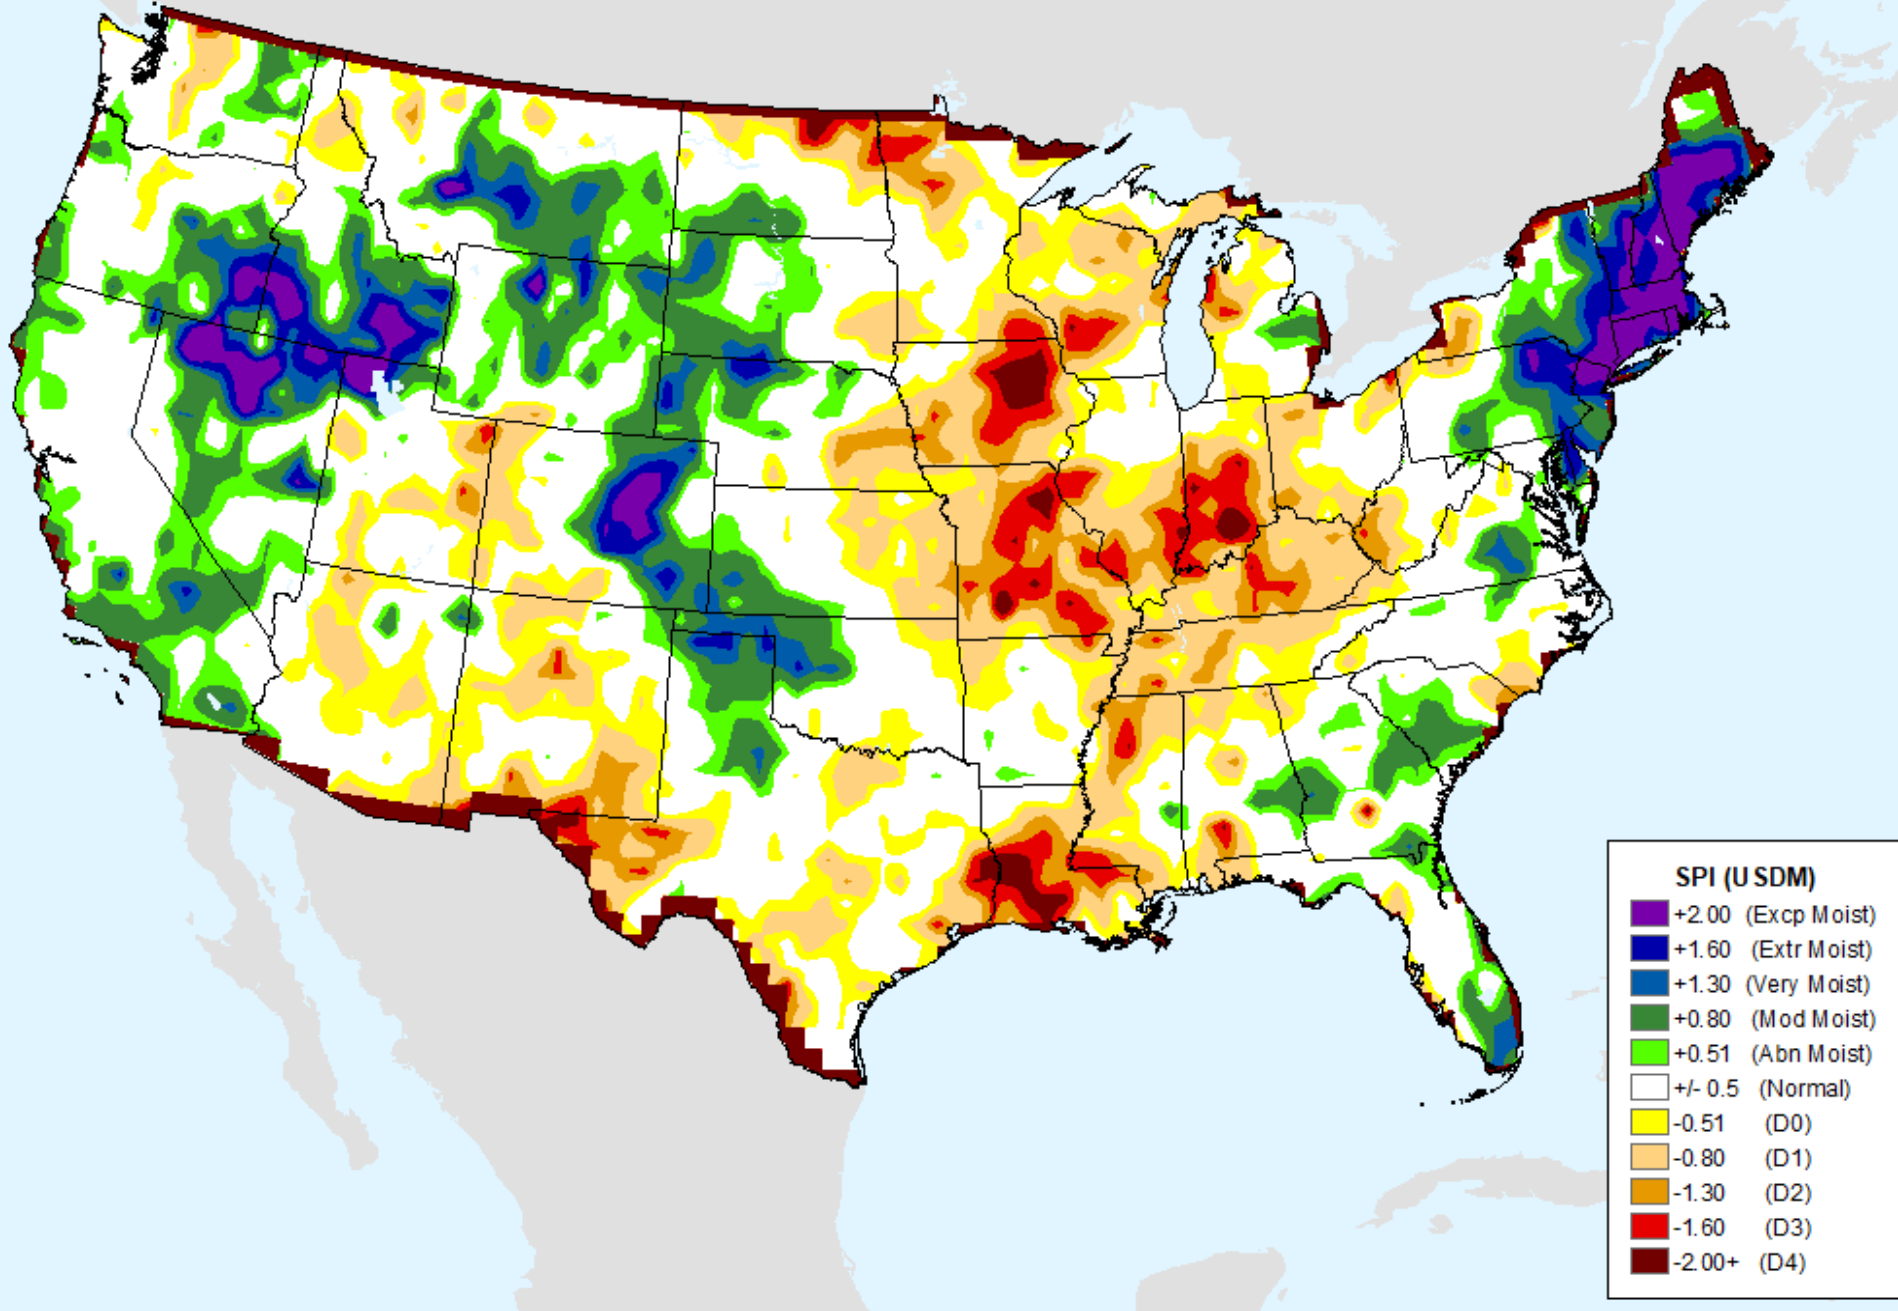 SPI (USDM)
+2.00 (Excp Moist)
+1.60 (Extr Moist)
+1.30 (Very Moist)
+0.80 (Mod Moist)
+0.51 (Abn Moist)
+/- 0.5 (Normal)
-0.51 (D0)
-0.80 (D1)
-1.30 (D2)
-1.60 (D3)
-2.00+ (D4)